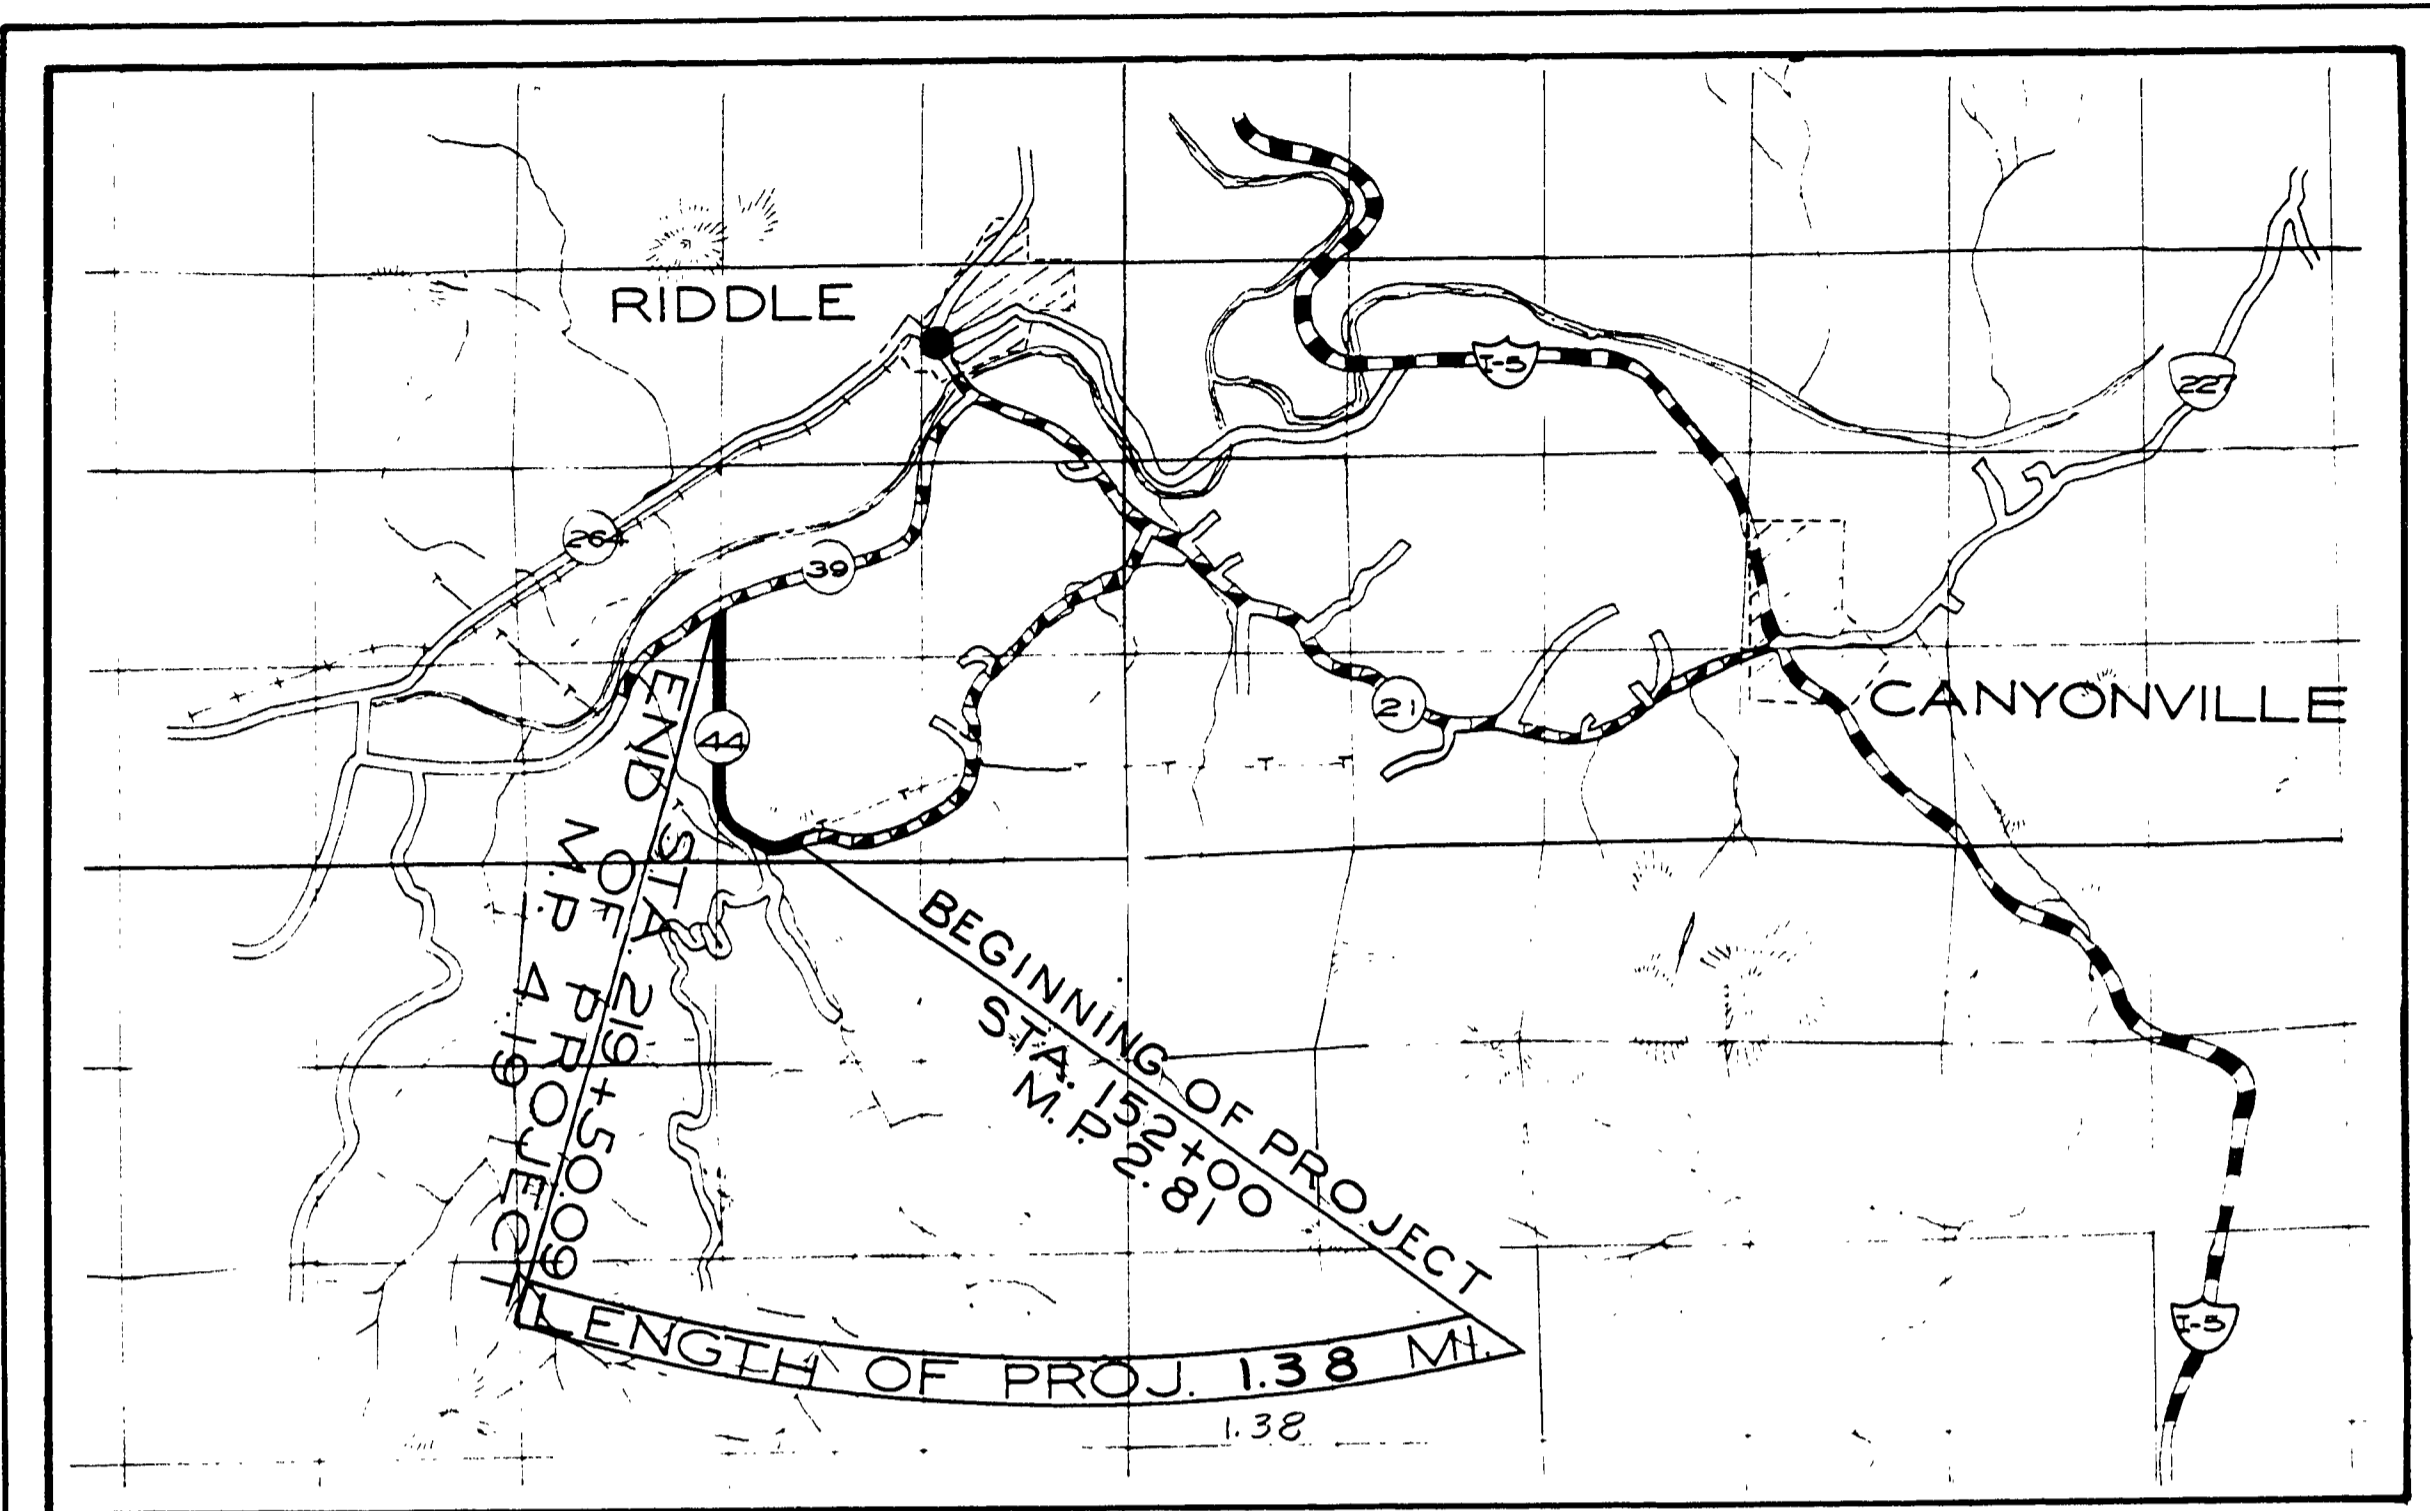 RIDDLE
I-5
227
264
39
21
CANYONVILLE
44
END OF PROJECT
STA. 219+50.09
M.P. 4.19
BEGINNING OF PROJECT
STA. 152+00
M.P. 2.81
LENGTH OF PROJ. 1.38 MI.
1.38
I-5